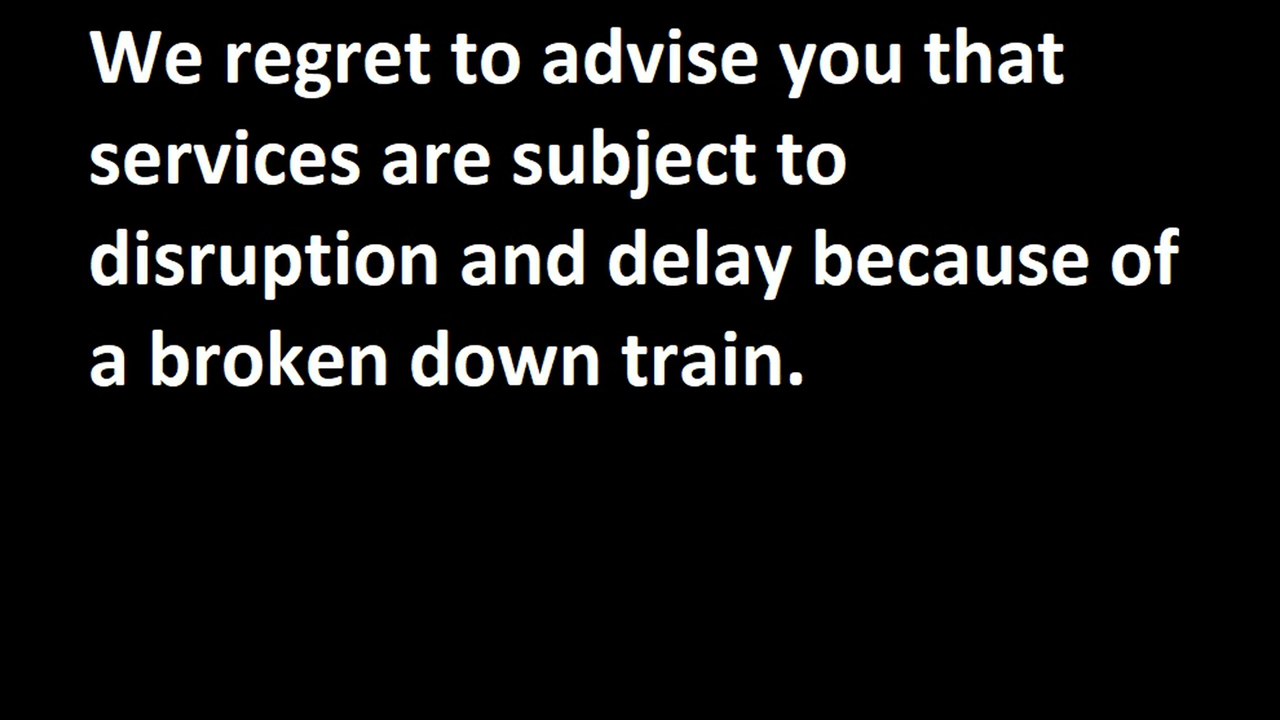 We regret to advise you that
services are subject to
disruption and delay because of
a broken down train.